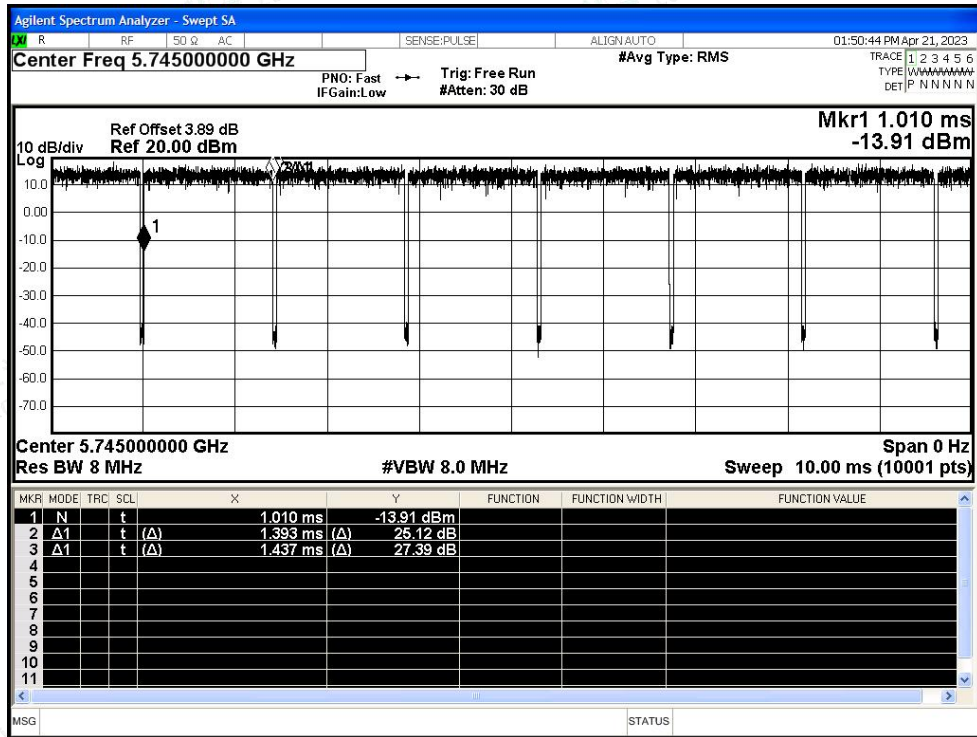 Agilent Spectrum Analyzer - Swept SA
LXI R RF 50 Ω AC SENSE:PULSE ALIGN AUTO 01:50:44 PM Apr 21, 2023
Center Freq 5.745000000 GHz #Avg Type: RMS TRACE 1 2 3 4 5 6
PNO: Fast Trig: Free Run TYPE
IFGain:Low #Atten: 30 dB DET P N N N N N
Mkr1 1.010 ms
Ref Offset 3.89 dB
10 dB/div Ref 20.00 dBm -13.91 dBm
Log
10.0
0.00
1
-10.0
-20.0
-30.0
-40.0
-50.0
-60.0
-70.0
Center 5.745000000 GHz Span 0 Hz
Res BW 8 MHz #VBW 8.0 MHz Sweep 10.00 ms (10001 pts)
MKR MODE TRC SCL X Y FUNCTION FUNCTION WIDTH FUNCTION VALUE
1 N t 1.010 ms -13.91 dBm
2 Δ1 t (Δ) 1.393 ms (Δ) 25.12 dB
3 Δ1 t (Δ) 1.437 ms (Δ) 27.39 dB
4
5
6
7
8
9
10
11
MSG STATUS